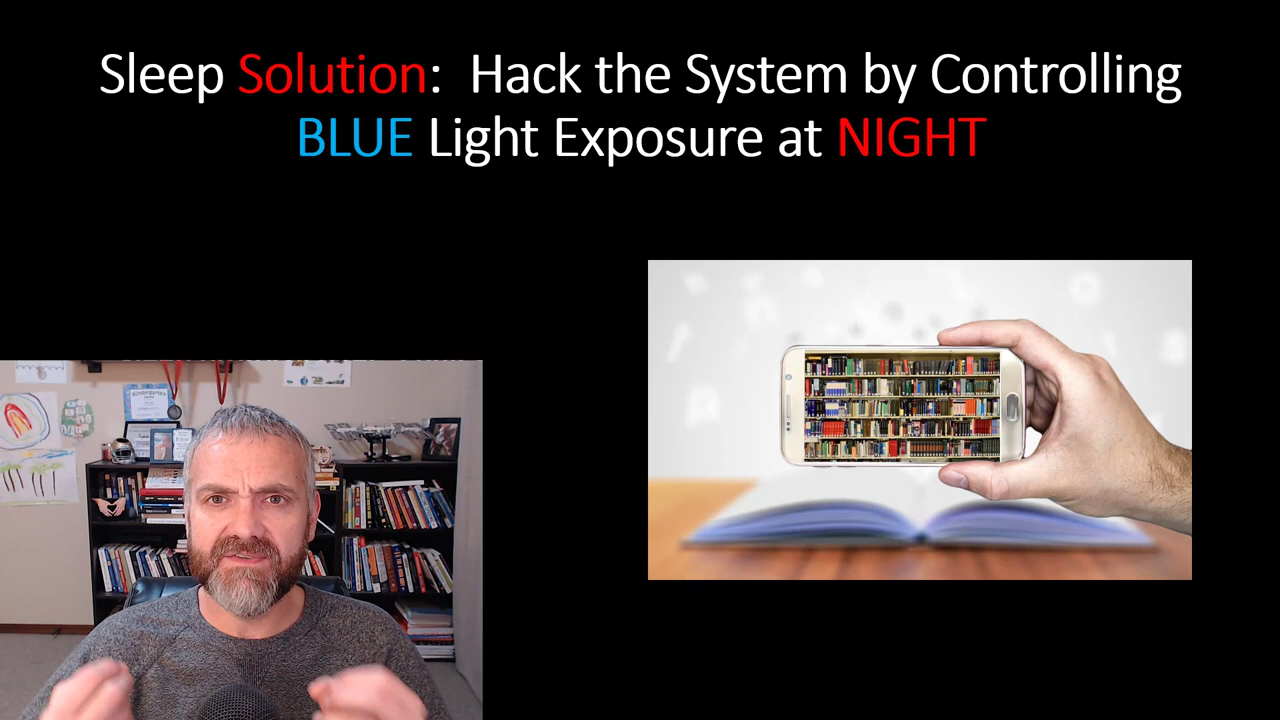 Sleep Solution: Hack the System by Controlling
BLUE Light Exposure at NIGHT